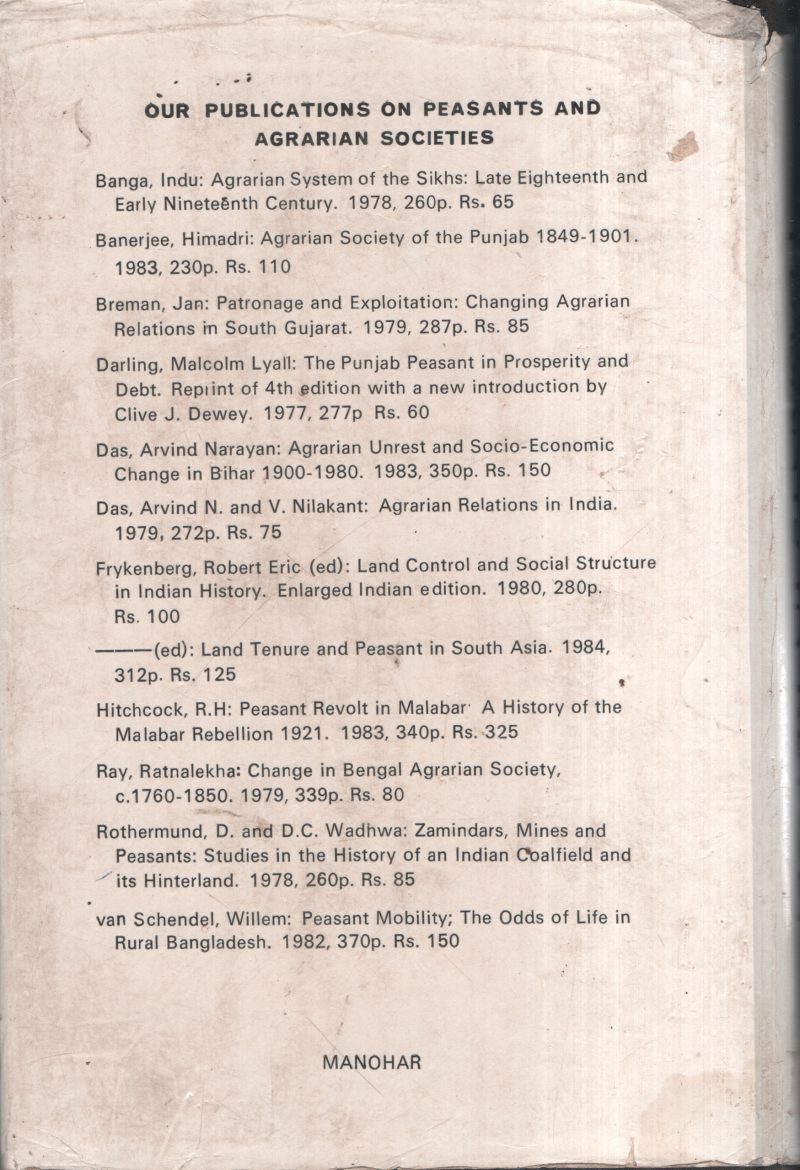 OUR PUBLICATIONS ON PEASANTS AND
AGRARIAN SOCIETIES
Banga, Indu: Agrarian System of the Sikhs: Late Eighteenth and
Early Nineteenth Century. 1978, 260p. Rs. 65
Banerjee, Himadri: Agrarian Society of the Punjab 1849-1901.
1983, 230p. Rs. 110
Breman, Jan: Patronage and Exploitation: Changing Agrarian
Relations in South Gujarat. 1979, 287p. Rs. 85
Darling, Malcolm Lyall: The Punjab Peasant in Prosperity and
Debt. Reprint of 4th edition with a new introduction by
Clive J. Dewey. 1977, 277p Rs. 60
Das, Arvind Narayan: Agrarian Unrest and Socio-Economic
Change in Bihar 1900-1980. 1983, 350p. Rs. 150
Das, Arvind N. and V. Nilakant: Agrarian Relations in India.
1979, 272p. Rs. 75
Frykenberg, Robert Eric (ed): Land Control and Social Structure
in Indian History. Enlarged Indian edition. 1980, 280p.
Rs. 100
———(ed): Land Tenure and Peasant in South Asia. 1984,
312p. Rs. 125
Hitchcock, R.H: Peasant Revolt in Malabar A History of the
Malabar Rebellion 1921. 1983, 340p. Rs. 325
Ray, Ratnalekha: Change in Bengal Agrarian Society,
c.1760-1850. 1979, 339p. Rs. 80
Rothermund, D. and D.C. Wadhwa: Zamindars, Mines and
Peasants: Studies in the History of an Indian Coalfield and
its Hinterland. 1978, 260p. Rs. 85
van Schendel, Willem: Peasant Mobility; The Odds of Life in
Rural Bangladesh. 1982, 370p. Rs. 150
MANOHAR